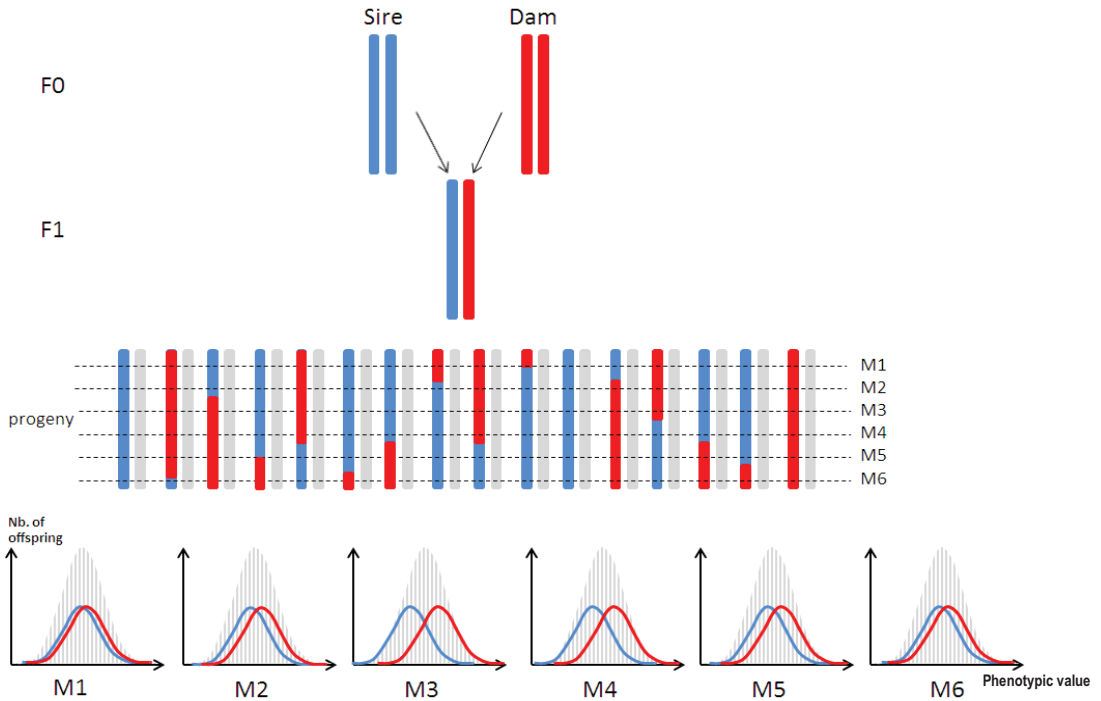 Sire Dam
F0
F1
M1
M2
M3
progeny
M4
M5
M6
Nb. of
offspring
M1 M2 M3 M4 M5 M6
Phenotypic value